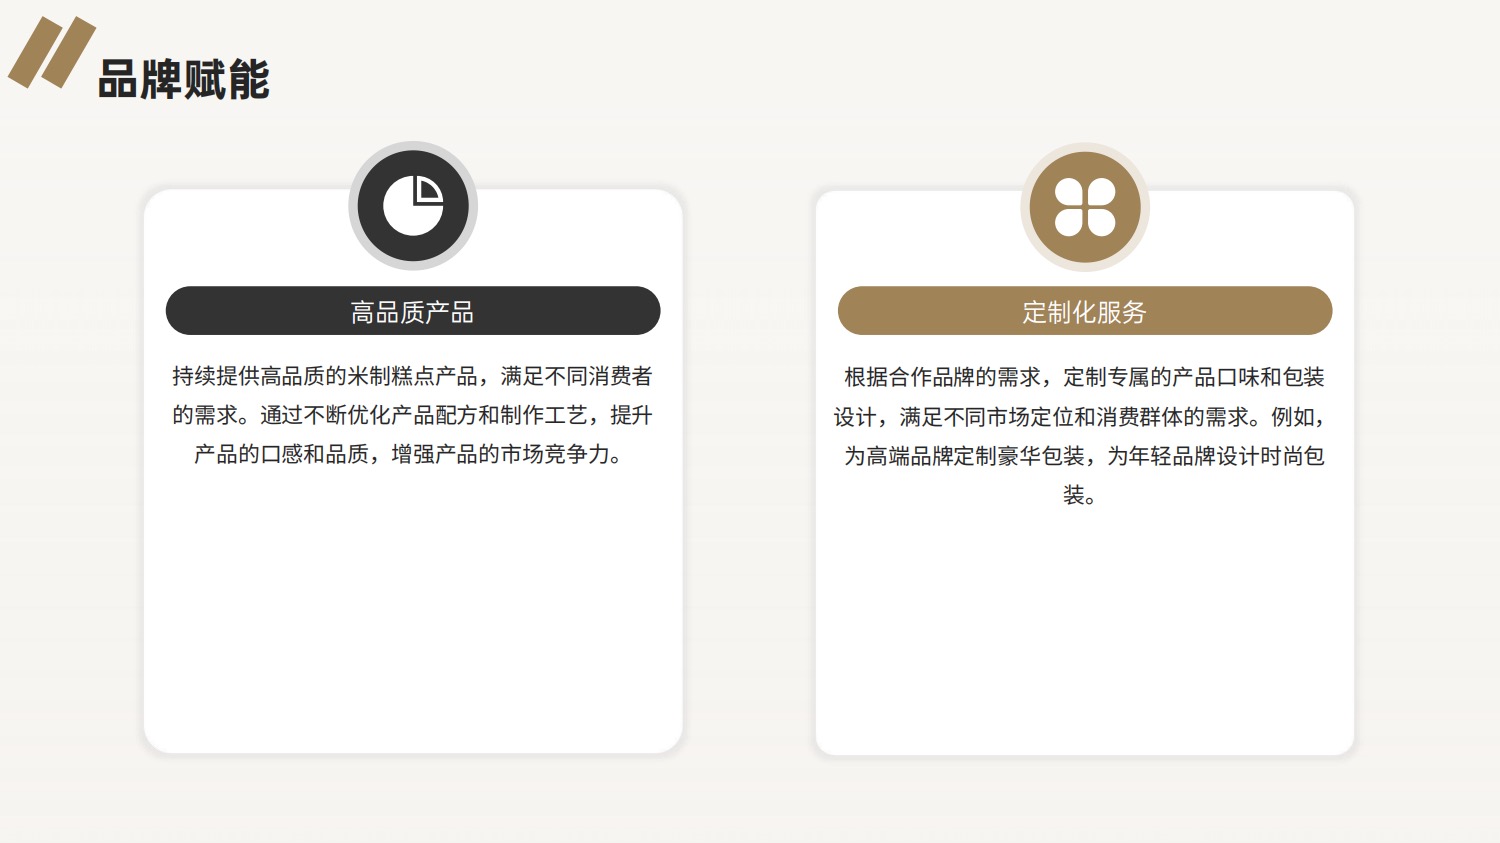 品牌赋能
高品质产品
持续提供高品质的米制糕点产品，满足不同消费者
的需求。通过不断优化产品配方和制作工艺，提升
产品的口感和品质，增强产品的市场竞争力。
定制化服务
根据合作品牌的需求，定制专属的产品口味和包装
设计，满足不同市场定位和消费群体的需求。例如，
为高端品牌定制豪华包装，为年轻品牌设计时尚包
装。